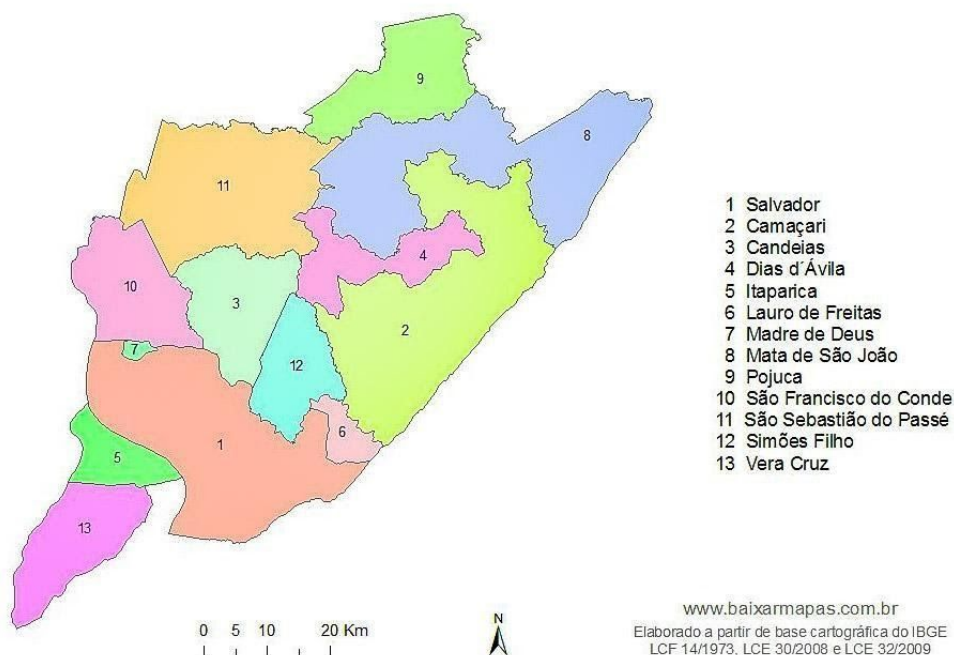 9
8
11
4
10
3
2
7
12
6
1
5
13
1 Salvador
2 Camaçari
3 Candeias
4 Dias d´Ávila
5 Itaparica
6 Lauro de Freitas
7 Madre de Deus
8 Mata de São João
9 Pojuca
10 São Francisco do Conde
11 São Sebastião do Passé
12 Simões Filho
13 Vera Cruz
0 5 10 20 Km
N
www.baixarmapas.com.br
Elaborado a partir de base cartográfica do IBGE
LCF 14/1973, LCE 30/2008 e LCE 32/2009